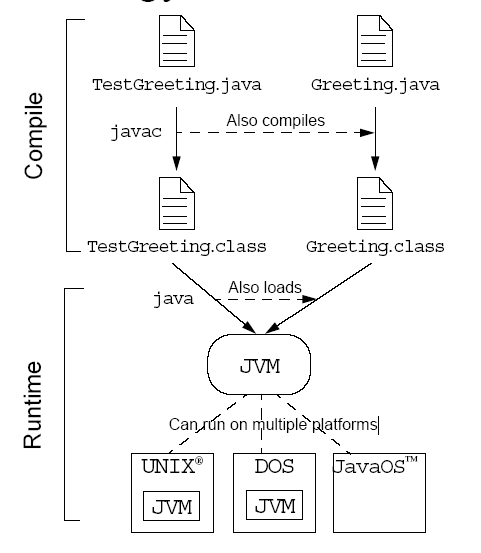 TestGreeting.java Greeting.java
javac Also compiles
Compile
TestGreeting.class Greeting.class
java Also loads
JVM
Runtime
Can run on multiple platforms
UNIX® DOS JavaOS™
JVM JVM